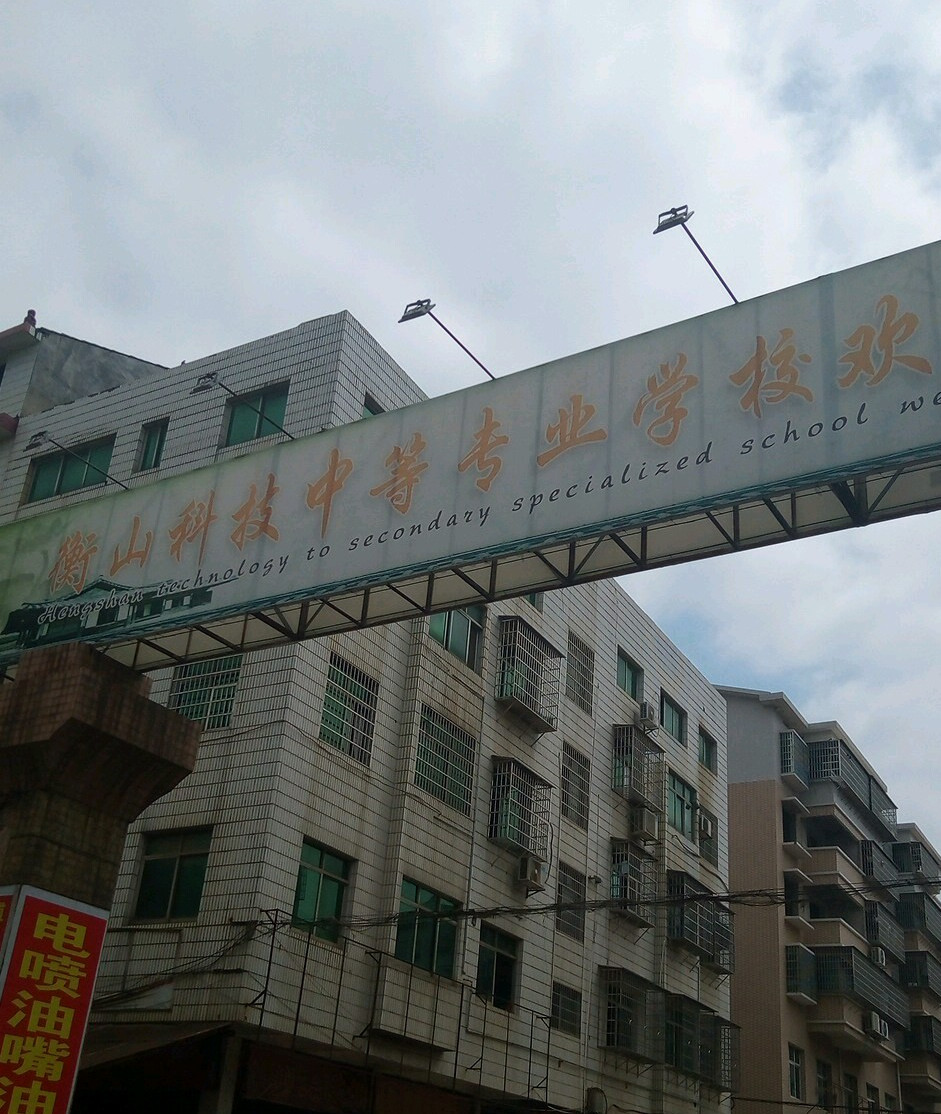 衡山科技中等专业学校欢
Hengshan technology to secondary specialized school we
电喷油嘴油